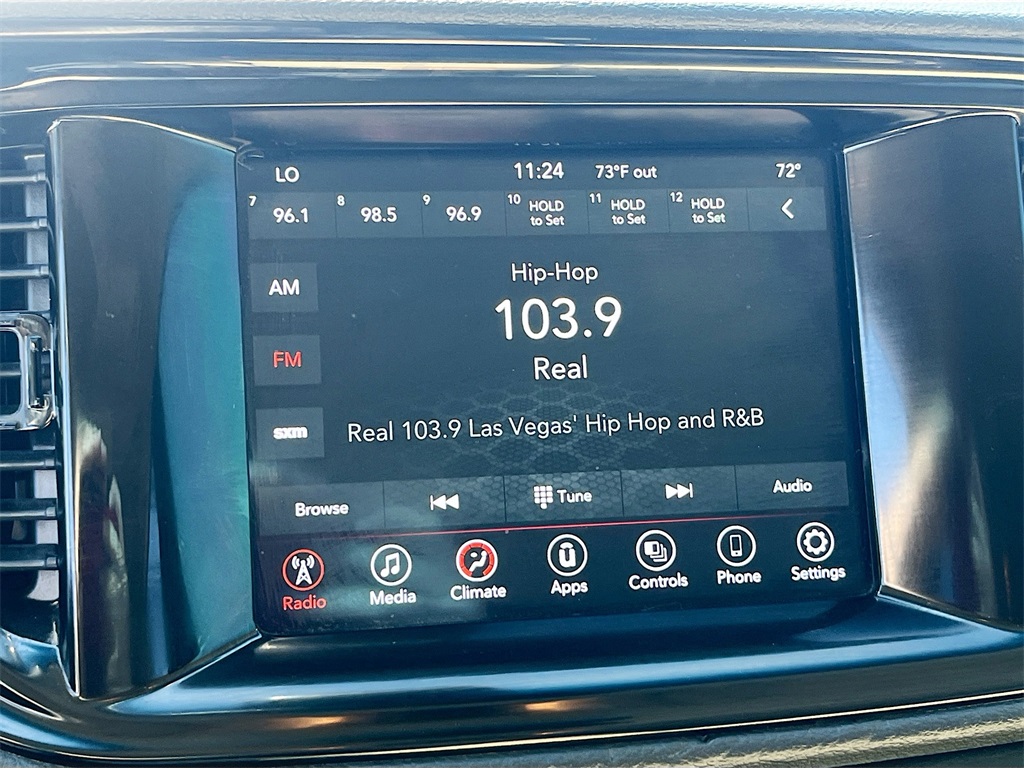 LO 11:24 73°F out 72°
7 96.1 8 98.5 9 96.9 10 HOLD to Set 11 HOLD to Set 12 HOLD to Set
Hip-Hop
AM
103.9
FM
Real
sxm
Real 103.9 Las Vegas' Hip Hop and R&B
Browse Tune Audio
Radio Media Climate Apps Controls Phone Settings